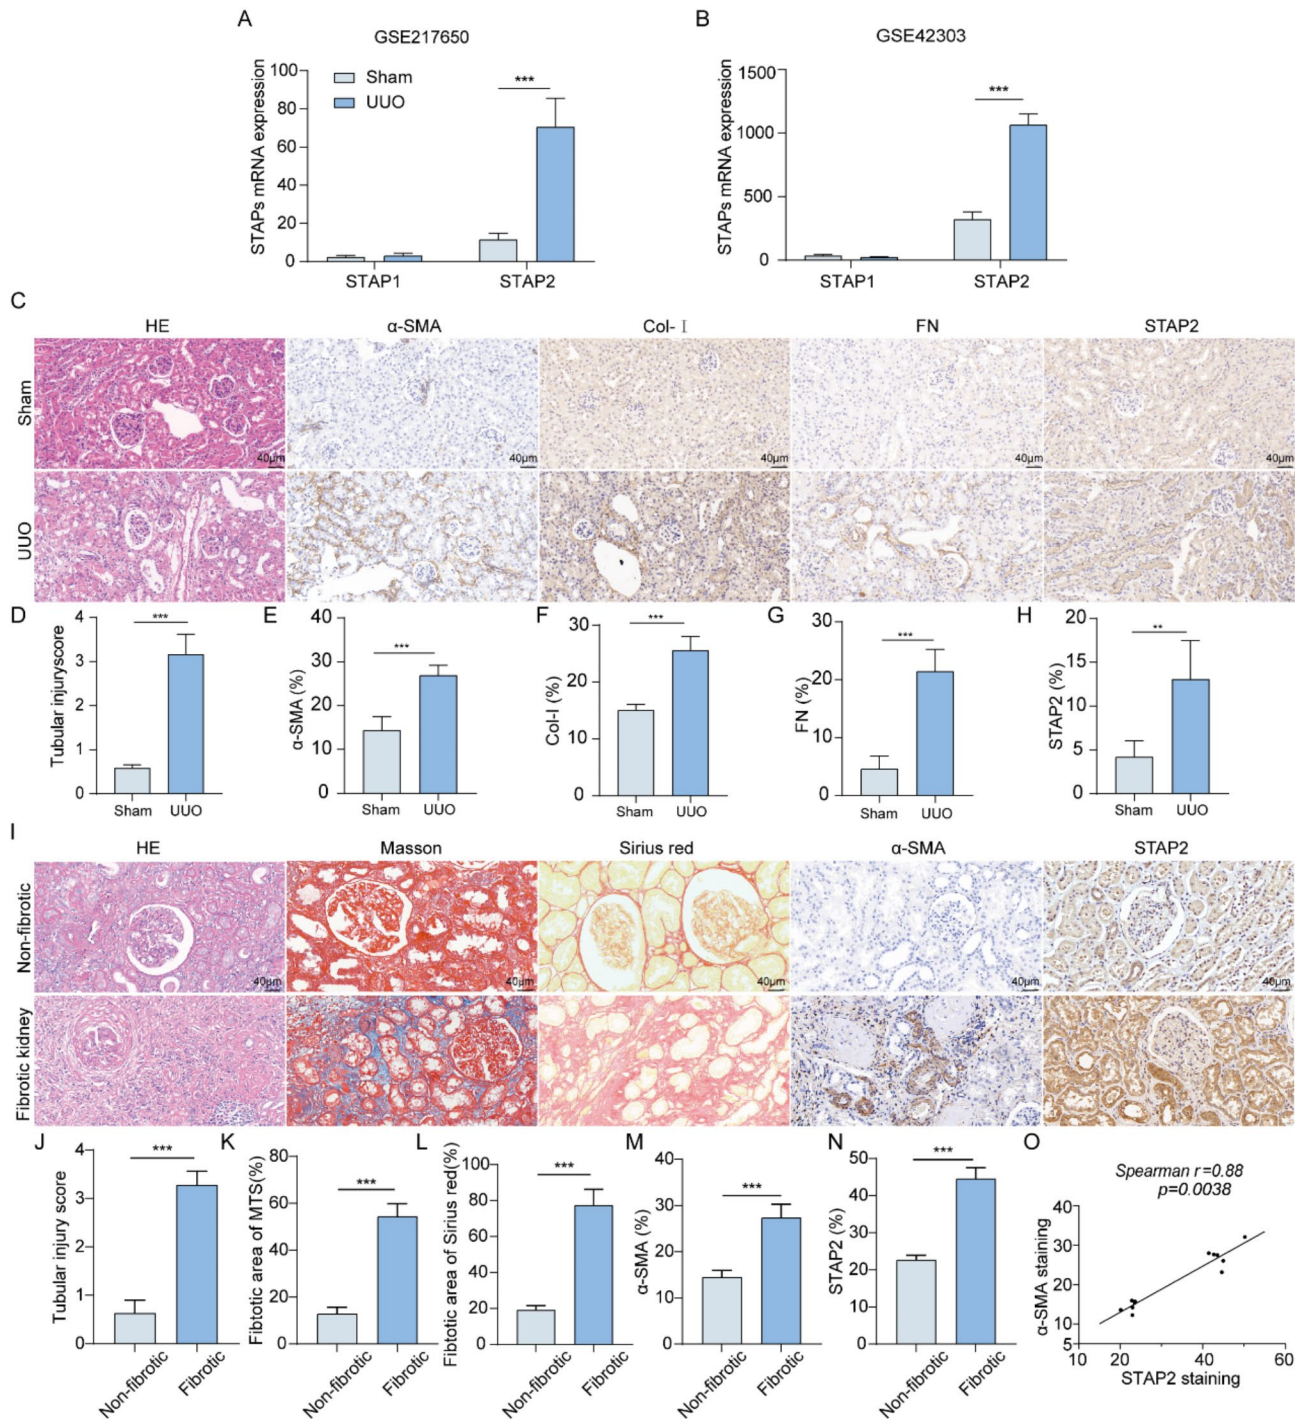 A
GSE217650
STAPs mRNA expression
100
80
60
40
20
0
Sham
UUO
***
STAP1
STAP2
B
GSE42303
STAPs mRNA expression
1500
1000
500
0
***
STAP1
STAP2
C
HE
α-SMA
Col-Ⅰ
FN
STAP2
Sham
40μm
40μm
40μm
40μm
40μm
UUO
D
Tubular injuryscore
4
3
2
1
0
***
Sham
UUO
E
α-SMA (%)
40
30
20
10
0
***
Sham
UUO
F
Col-I (%)
30
20
10
0
***
Sham
UUO
G
FN (%)
30
20
10
0
***
Sham
UUO
H
STAP2 (%)
20
15
10
5
0
**
Sham
UUO
I
HE
Masson
Sirius red
α-SMA
STAP2
Non-fibrotic
40μm
40μm
40μm
40μm
40μm
Fibrotic kidney
J
Tubular injury score
4
3
2
1
0
***
Non-fibrotic
Fibrotic
K
Fibtotic area of MTS(%)
80
60
40
20
0
***
Non-fibrotic
Fibrotic
L
Fibtotic area of Sirius red(%)
100
80
60
40
20
0
***
Non-fibrotic
Fibrotic
M
α-SMA (%)
40
30
20
10
0
***
Non-fibrotic
Fibrotic
N
STAP2 (%)
50
40
30
20
10
0
***
Non-fibrotic
Fibrotic
O
Spearman r=0.88
p=0.0038
α-SMA staining
40
30
20
10
5
10
20
40
60
STAP2 staining